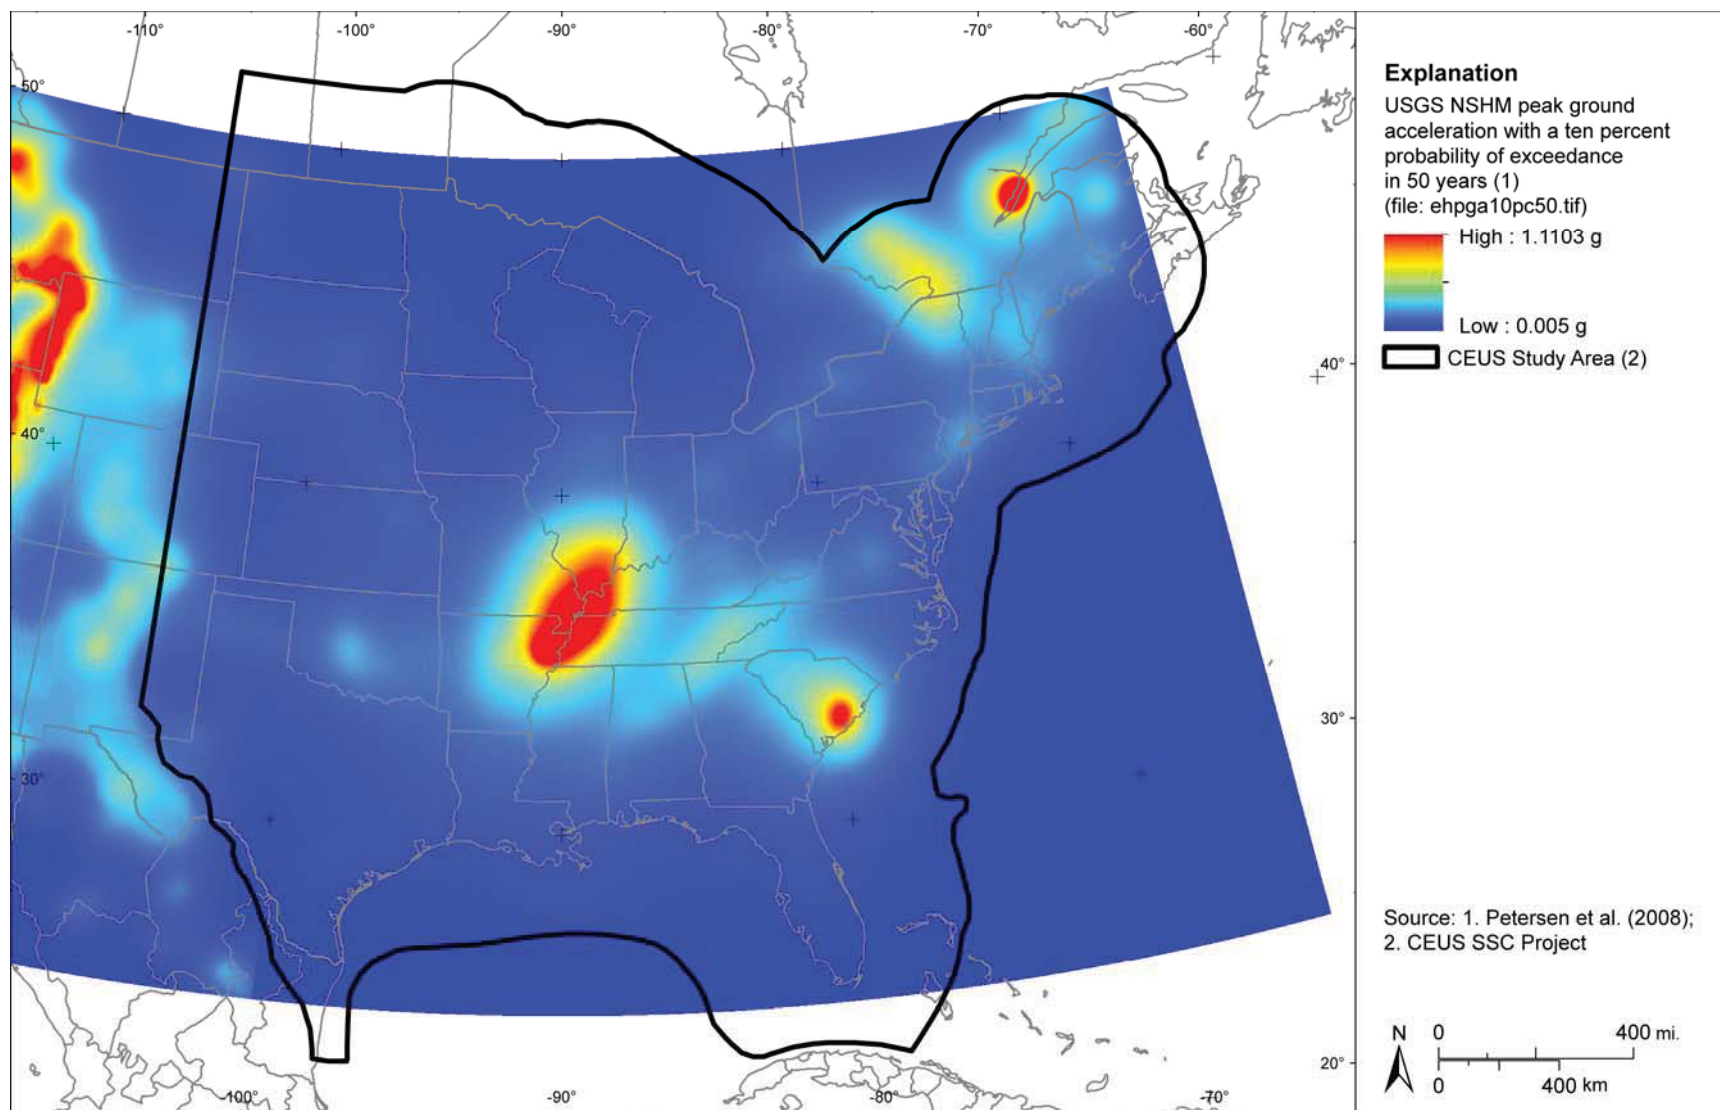 -110°
-100°
-90°
-80°
-70°
-60°
50°
40°
30°
40°
30°
20°
-100°
-90°
-80°
-70°
Explanation
USGS NSHM peak ground
acceleration with a ten percent
probability of exceedance
in 50 years (1)
(file: ehpga10pc50.tif)
High : 1.1103 g
Low : 0.005 g
CEUS Study Area (2)
Source: 1. Petersen et al. (2008);
2. CEUS SSC Project
N
0 400 mi.
0 400 km